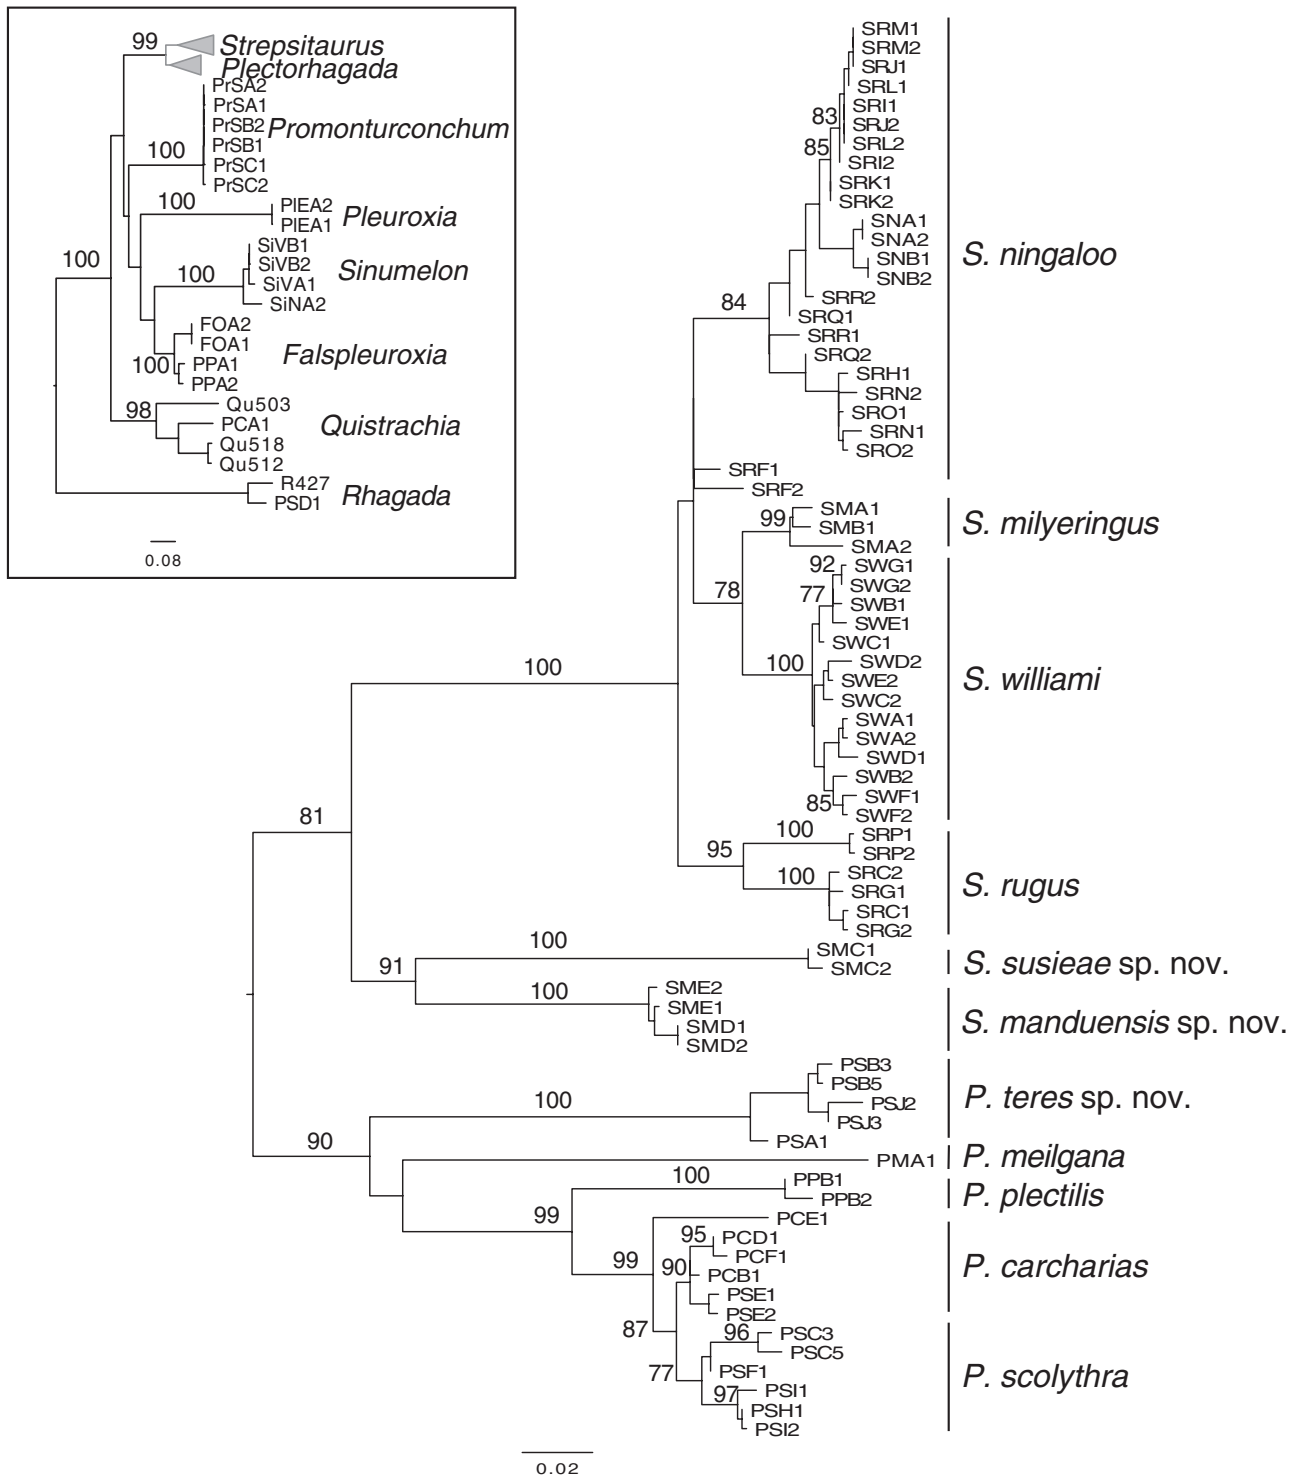 99
Strepsitaurus
Plectorhagada
PrSA2
PrSA1
PrSB2
Promonturconchum
PrSB1
100
PrSC1
PrSC2
100
PIEA2
PIEA1
Pleuroxia
SiVB1
SiVB2
100
Sinumelon
SiVA1
SiNA2
100
FOA2
FOA1
Falspleuroxia
100
PPA1
PPA2
98
Qu503
PCA1
Quistrachia
Qu518
Qu512
R427
Rhagada
PSD1
0.08
SRM1
SRM2
SRJ1
SRL1
SRI1
83
SRJ2
SRL2
85
SRI2
SRK1
SRK2
SNA1
SNA2
S. ningaloo
SNB1
SNB2
SRR2
84
SRQ1
SRR1
SRQ2
SRH1
SRN2
SRO1
SRN1
SRO2
SRF1
SRF2
SMA1
99
SMB1
S. milyeringus
SMA2
92
SWG1
SWG2
78
77
SWB1
SWE1
SWC1
100
100
SWD2
SWE2
S. williami
SWC2
SWA1
SWA2
SWD1
SWB2
85
SWF1
SWF2
81
100
SRP1
95
SRP2
SRC2
100
SRG1
S. rugus
SRC1
SRG2
100
SMC1
91
SMC2
S. susieae sp. nov.
100
SME2
SME1
SMD1
S. manduensis sp. nov.
SMD2
PSB3
PSB5
100
PSJ2
P. teres sp. nov.
PSJ3
90
PSA1
PMA1
P. meilgana
100
PPB1
PPB2
P. plectilis
99
PCE1
95
PCD1
99
PCF1
90
PCB1
P. carcharias
PSE1
PSE2
87
96
PSC3
PSC5
77
PSF1
P. scolythra
97
PSI1
PSH1
PSI2
0.02